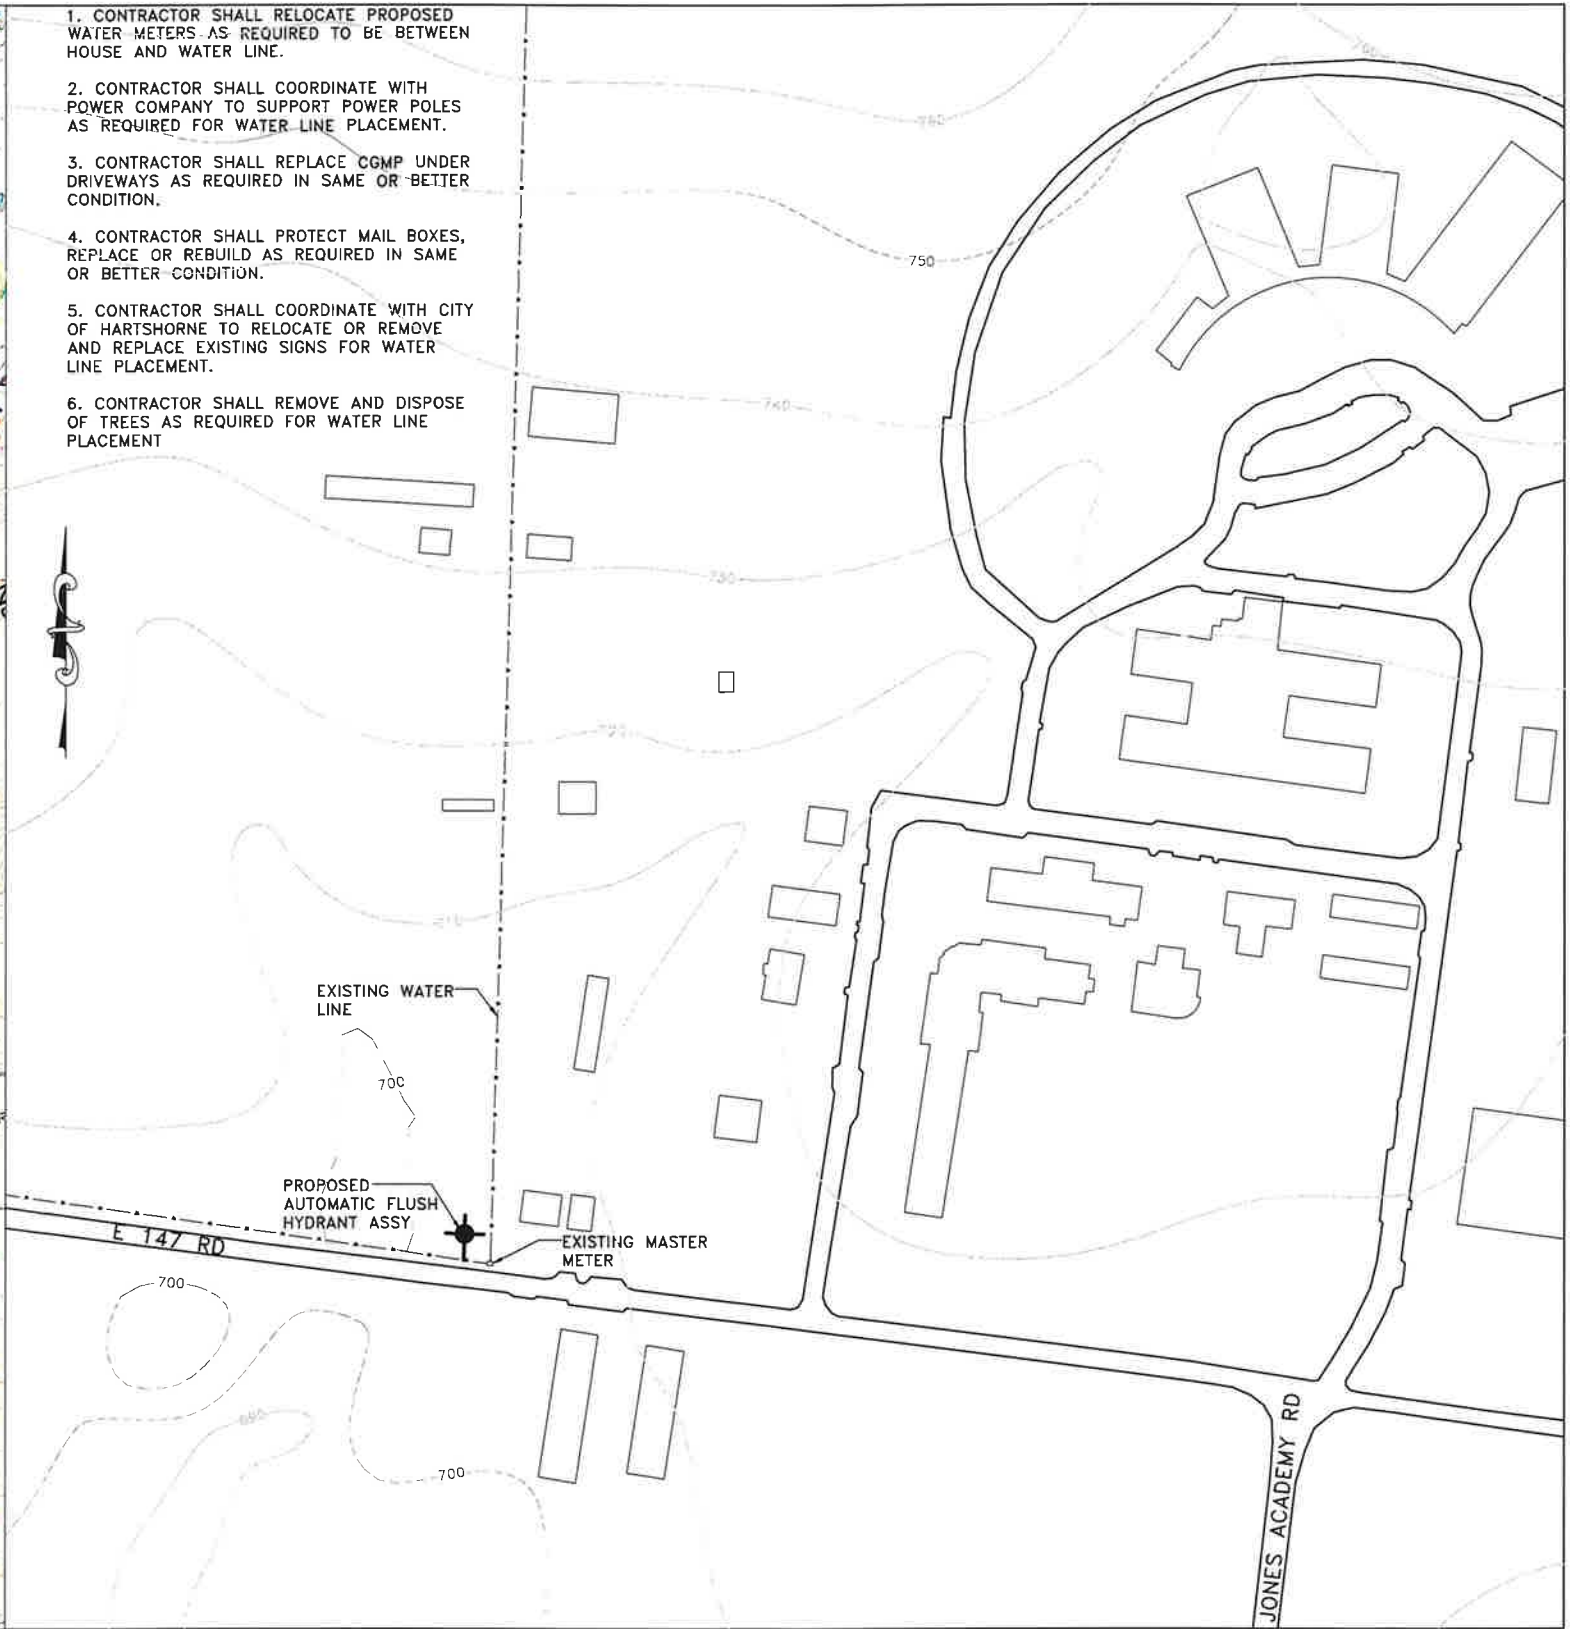 1. CONTRACTOR SHALL RELOCATE PROPOSED
WATER METERS AS REQUIRED TO BE BETWEEN
HOUSE AND WATER LINE.
2. CONTRACTOR SHALL COORDINATE WITH
POWER COMPANY TO SUPPORT POWER POLES
AS REQUIRED FOR WATER LINE PLACEMENT.
3. CONTRACTOR SHALL REPLACE CGMP UNDER
DRIVEWAYS AS REQUIRED IN SAME OR BETTER
CONDITION.
4. CONTRACTOR SHALL PROTECT MAIL BOXES,
REPLACE OR REBUILD AS REQUIRED IN SAME
OR BETTER CONDITION.
5. CONTRACTOR SHALL COORDINATE WITH CITY
OF HARTSHORNE TO RELOCATE OR REMOVE
AND REPLACE EXISTING SIGNS FOR WATER
LINE PLACEMENT.
6. CONTRACTOR SHALL REMOVE AND DISPOSE
OF TREES AS REQUIRED FOR WATER LINE
PLACEMENT
750
740
730
720
EXISTING WATER
LINE
700
PROPOSED
AUTOMATIC FLUSH
HYDRANT ASSY
EXISTING MASTER
METER
E 147 RD
700
690
700
JONES ACADEMY RD